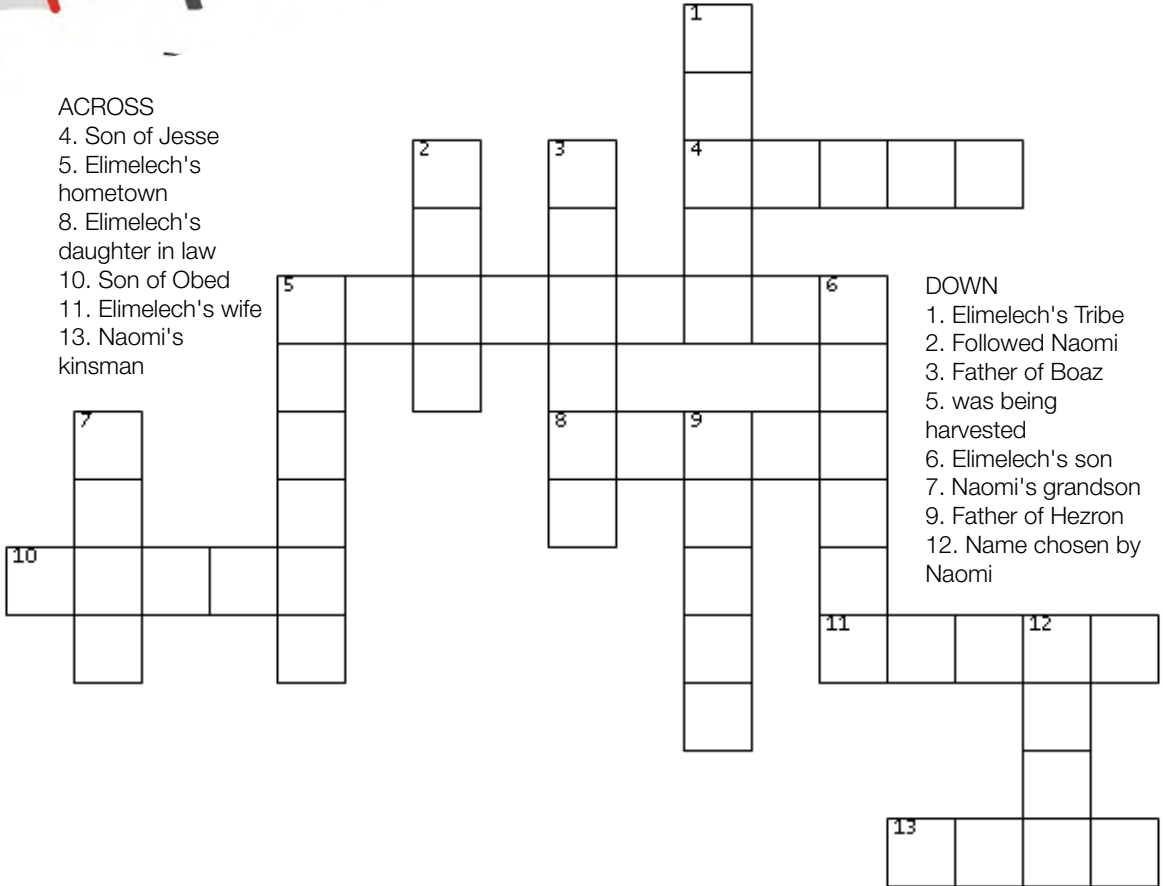 1
ACROSS
4. Son of Jesse
5. Elimelech's
hometown
8. Elimelech's
daughter in law
10. Son of Obed
11. Elimelech's wife
13. Naomi's
kinsman
2
3
4
5
6
DOWN
1. Elimelech's Tribe
2. Followed Naomi
3. Father of Boaz
5. was being
harvested
6. Elimelech's son
7. Naomi's grandson
9. Father of Hezron
12. Name chosen by
Naomi
7
8
9
10
11
12
13